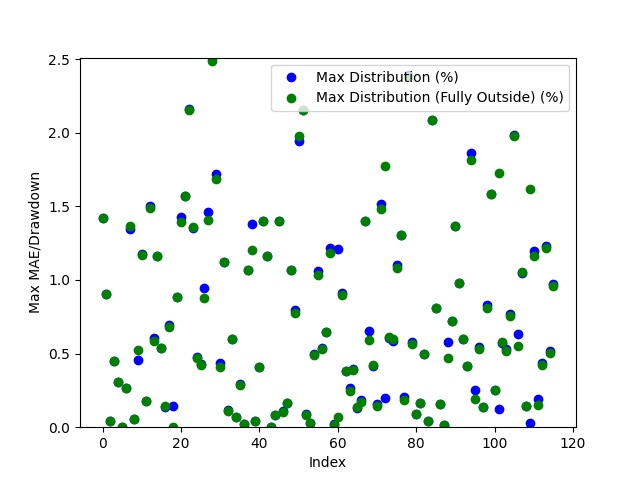 Max Distribution (%)
Max Distribution (Fully Outside) (%)
Max MAE/Drawdown
2.5
2.0
1.5
1.0
0.5
0.0
0 20 40 60 80 100 120
Index